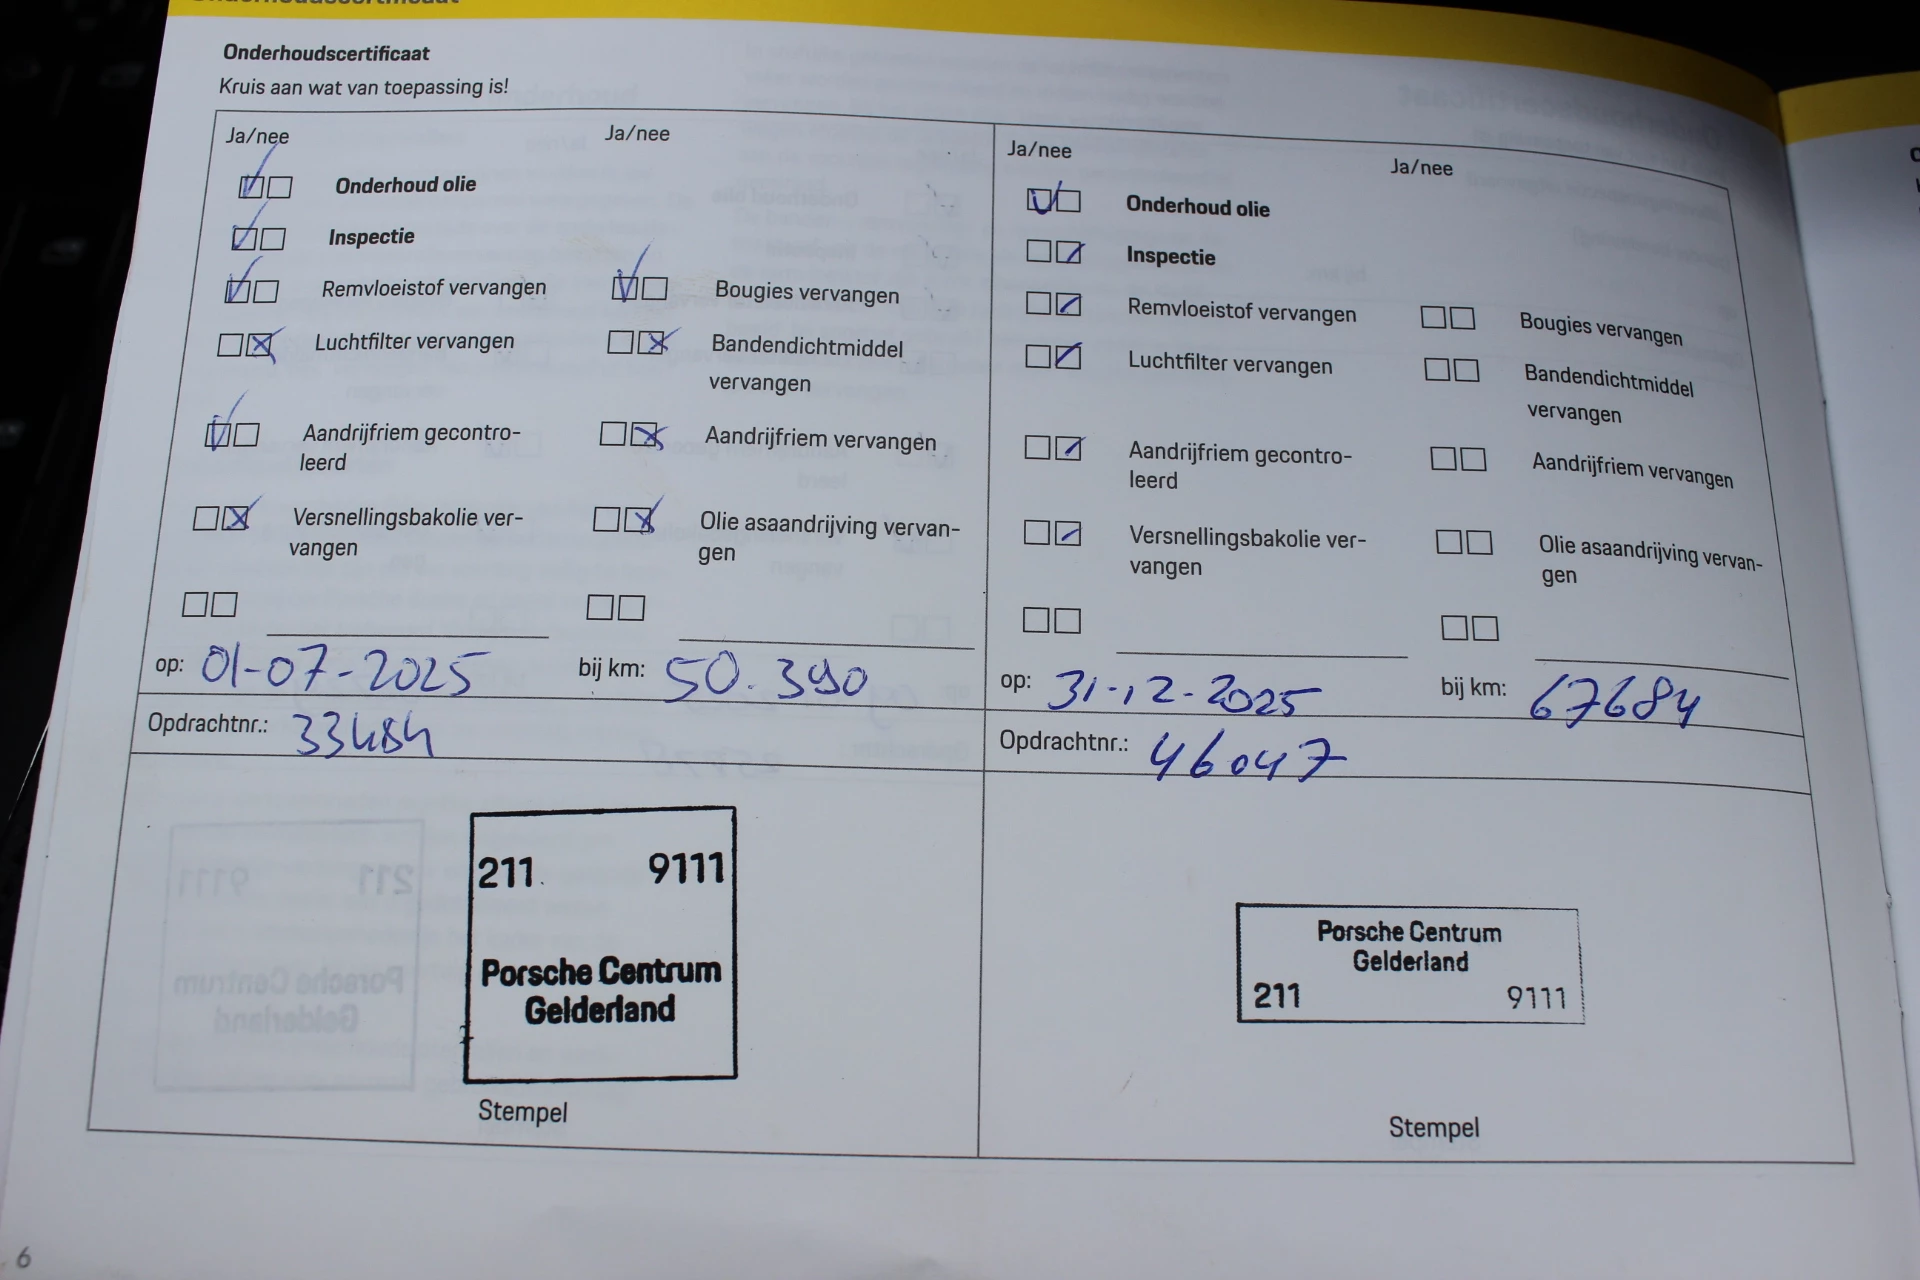 Onderhoudscertificaat
Onderhoudscertificaat
Kruis aan wat van toepassing is!
Ja/nee
Ja/nee
Onderhoud olie
Inspectie
Remvloeistof vervangen
Bougies vervangen
Luchtfilter vervangen
Bandendichtmiddel
vervangen
Aandrijfriem gecontro-
leerd
Aandrijfriem vervangen
Versnellingsbakolie ver-
vangen
Olie asaandrijving vervan-
gen
op: 01-07-2025
bij km: 50.390
Opdrachtnr.: 33484
211 9111
Porsche Centrum
Gelderland
Stempel
Ja/nee
Ja/nee
Onderhoud olie
Inspectie
Remvloeistof vervangen
Bougies vervangen
Luchtfilter vervangen
Bandendichtmiddel
vervangen
Aandrijfriem gecontro-
leerd
Aandrijfriem vervangen
Versnellingsbakolie ver-
vangen
Olie asaandrijving vervan-
gen
op: 31-12-2025
bij km: 67684
Opdrachtnr.: 46047
Porsche Centrum
Gelderland
211 9111
Stempel
6